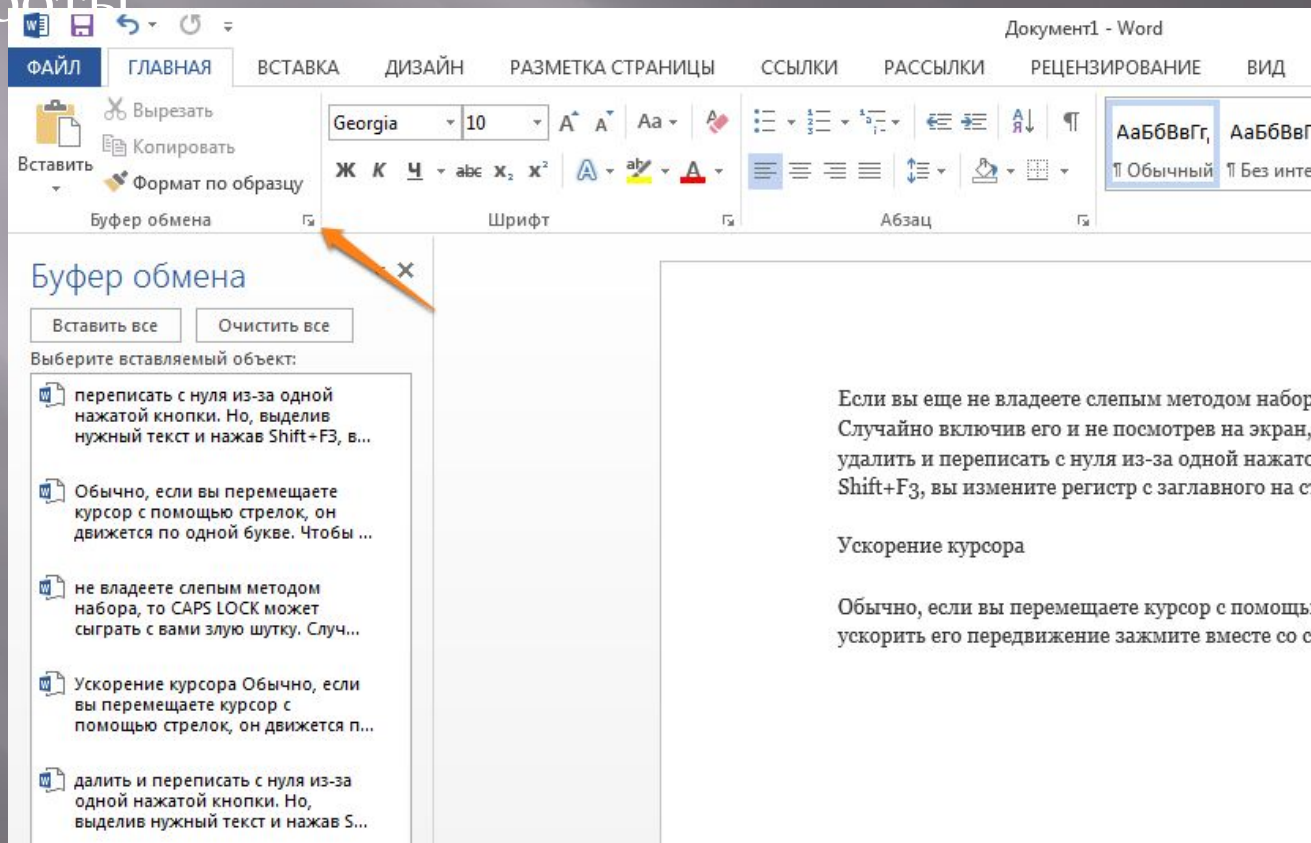 Документ1 - Word
ФАЙЛ ГЛАВНАЯ ВСТАВКА ДИЗАЙН РАЗМЕТКА СТРАНИЦЫ ССЫЛКИ РАССЫЛКИ РЕЦЕНЗИРОВАНИЕ ВИД
Вырезать
Копировать
Формат по образцу
Вставить
Буфер обмена
Georgia 10
Aa
Ж К Ч abc x₂ x²
Шрифт
Абзац
АаБбВвГг, АаБбВвГ
¶ Обычный ¶ Без инте
Буфер обмена
Вставить все Очистить все
Выберите вставляемый объект:
переписать с нуля из-за одной
нажатой кнопки. Но, выделив
нужный текст и нажав Shift+F3, в...
Обычно, если вы перемещаете
курсор с помощью стрелок, он
движется по одной букве. Чтобы ...
не владеете слепым методом
набора, то CAPS LOCK может
сыграть с вами злую шутку. Случ...
Ускорение курсора Обычно, если
вы перемещаете курсор с
помощью стрелок, он движется п...
далить и переписать с нуля из-за
одной нажатой кнопки. Но,
выделив нужный текст и нажав S...
Если вы еще не владеете слепым методом набор
Случайно включив его и не посмотрев на экран,
удалить и переписать с нуля из-за одной нажато
Shift+F3, вы измените регистр с заглавного на с
Ускорение курсора
Обычно, если вы перемещаете курсор с помощь
ускорить его передвижение зажмите вместе со с